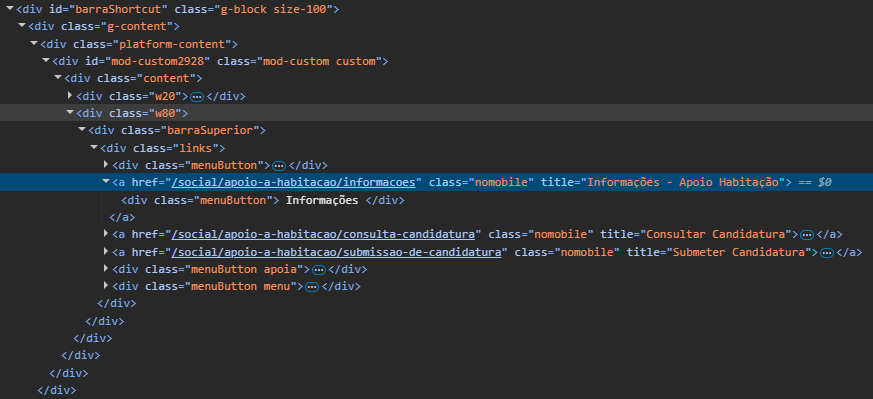 <div id="barraShortcut" class="g-block size-100">
<div class="g-content">
<div class="platform-content">
<div id="mod-custom2928" class="mod-custom custom">
<div class="content">
<div class="w20">…</div>
<div class="w80">
<div class="barraSuperior">
<div class="links">
<div class="menuButton">…</div>
<a href="/social/apoio-a-habitacao/informacoes" class="nomobile" title="Informações - Apoio Habitação"> == $0
<div class="menuButton"> Informações </div>
</a>
<a href="/social/apoio-a-habitacao/consulta-candidatura" class="nomobile" title="Consultar Candidatura">…</a>
<a href="/social/apoio-a-habitacao/submissao-de-candidatura" class="nomobile" title="Submeter Candidatura">…</a>
<div class="menuButton apoia">…</div>
<div class="menuButton menu">…</div>
</div>
</div>
</div>
</div>
</div>
</div>